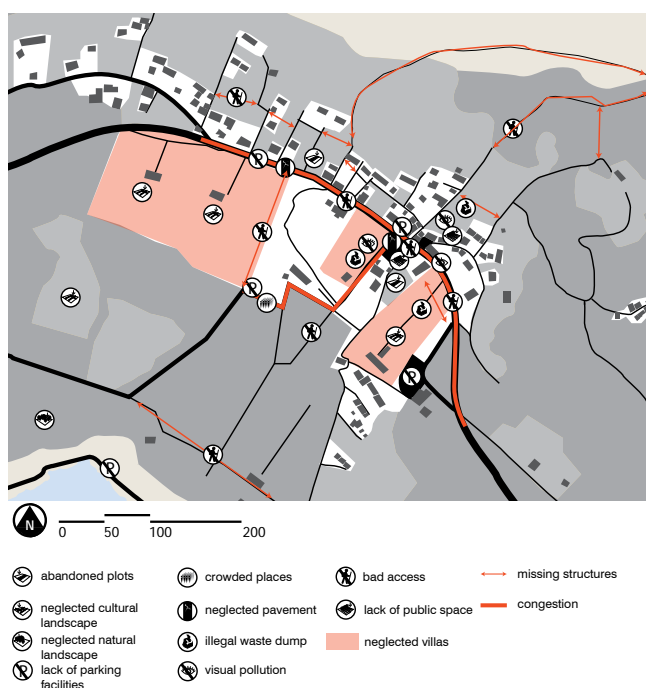 P
P
P
P
P
N
0 50 100 200
abandoned plots
crowded places
bad access
missing structures
neglected cultural
landscape
neglected pavement
lack of public space
congestion
neglected natural
landscape
illegal waste dump
neglected villas
P
lack of parking
facilities
visual pollution